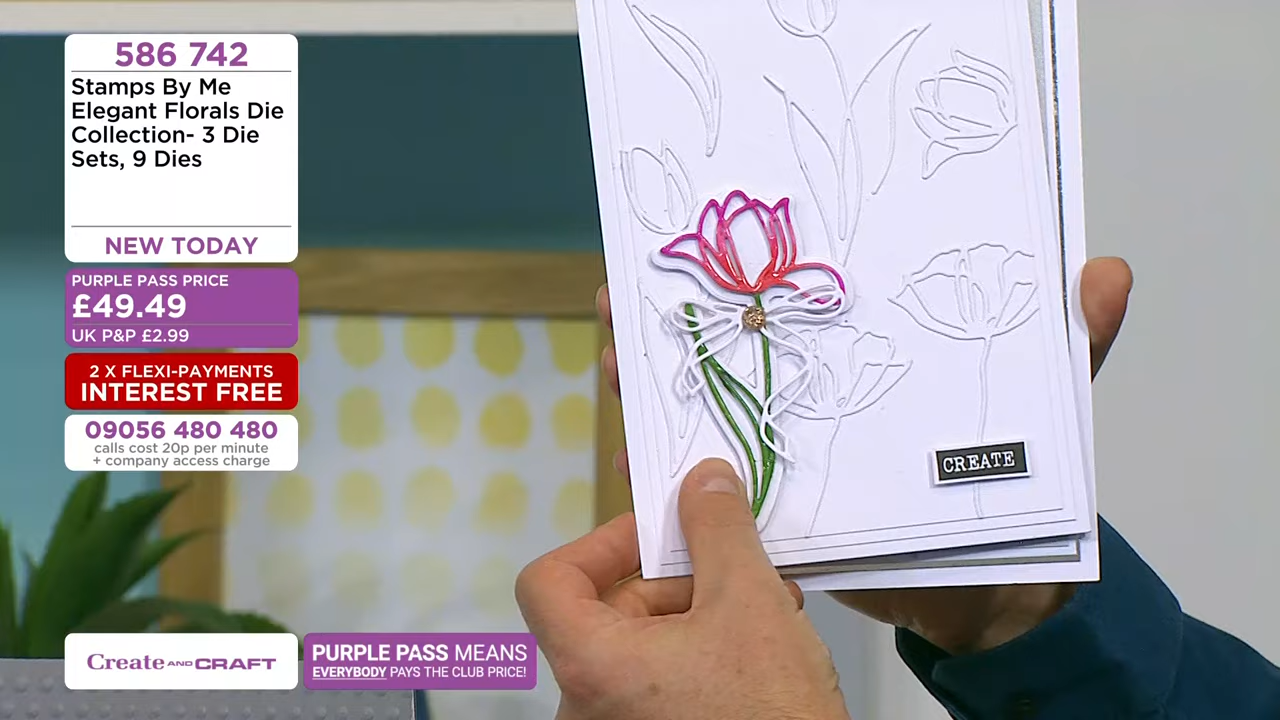 586 742
Stamps By Me
Elegant Florals Die
Collection- 3 Die
Sets, 9 Dies
NEW TODAY
PURPLE PASS PRICE
£49.49
UK P&P £2.99
2 X FLEXI-PAYMENTS
INTEREST FREE
09056 480 480
calls cost 20p per minute
+ company access charge
CREATE
Create AND CRAFT
PURPLE PASS MEANS
EVERYBODY PAYS THE CLUB PRICE!